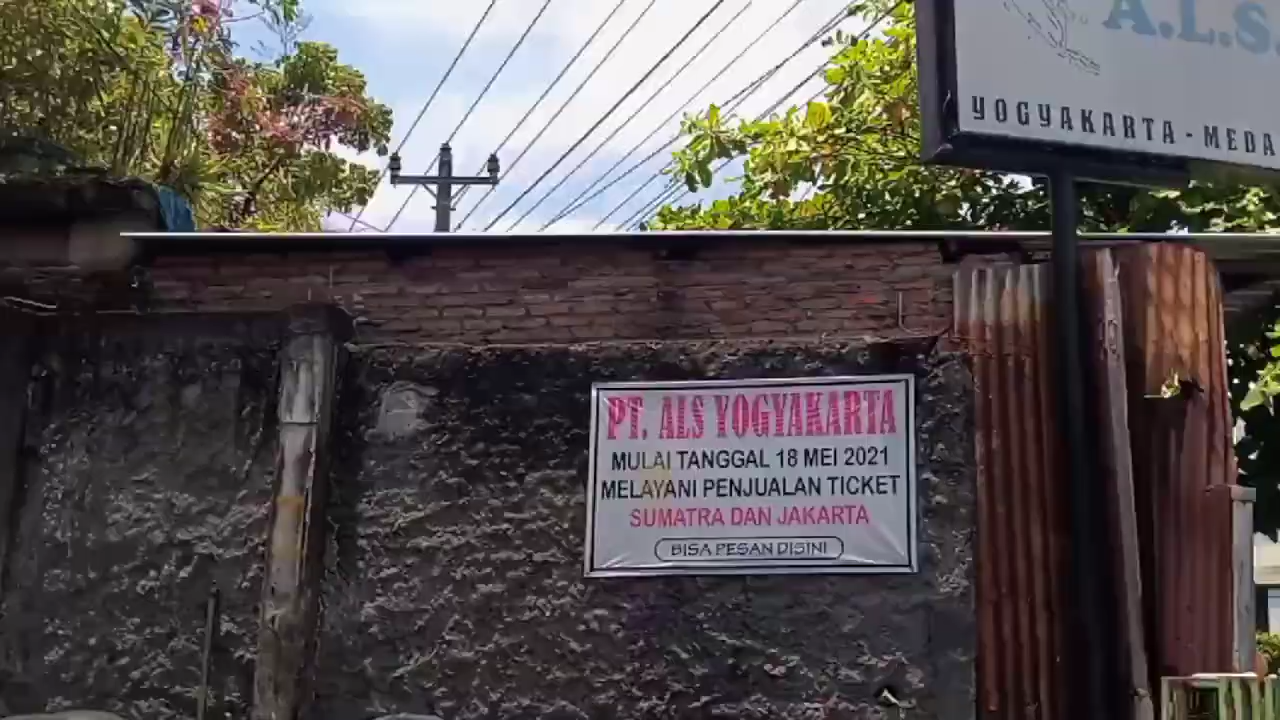 A.L.S.
YOGYAKARTA - MEDA
PT. ALS YOGYAKARTA
MULAI TANGGAL 18 MEI 2021
MELAYANI PENJUALAN TICKET
SUMATRA DAN JAKARTA
BISA PESAN DISINI